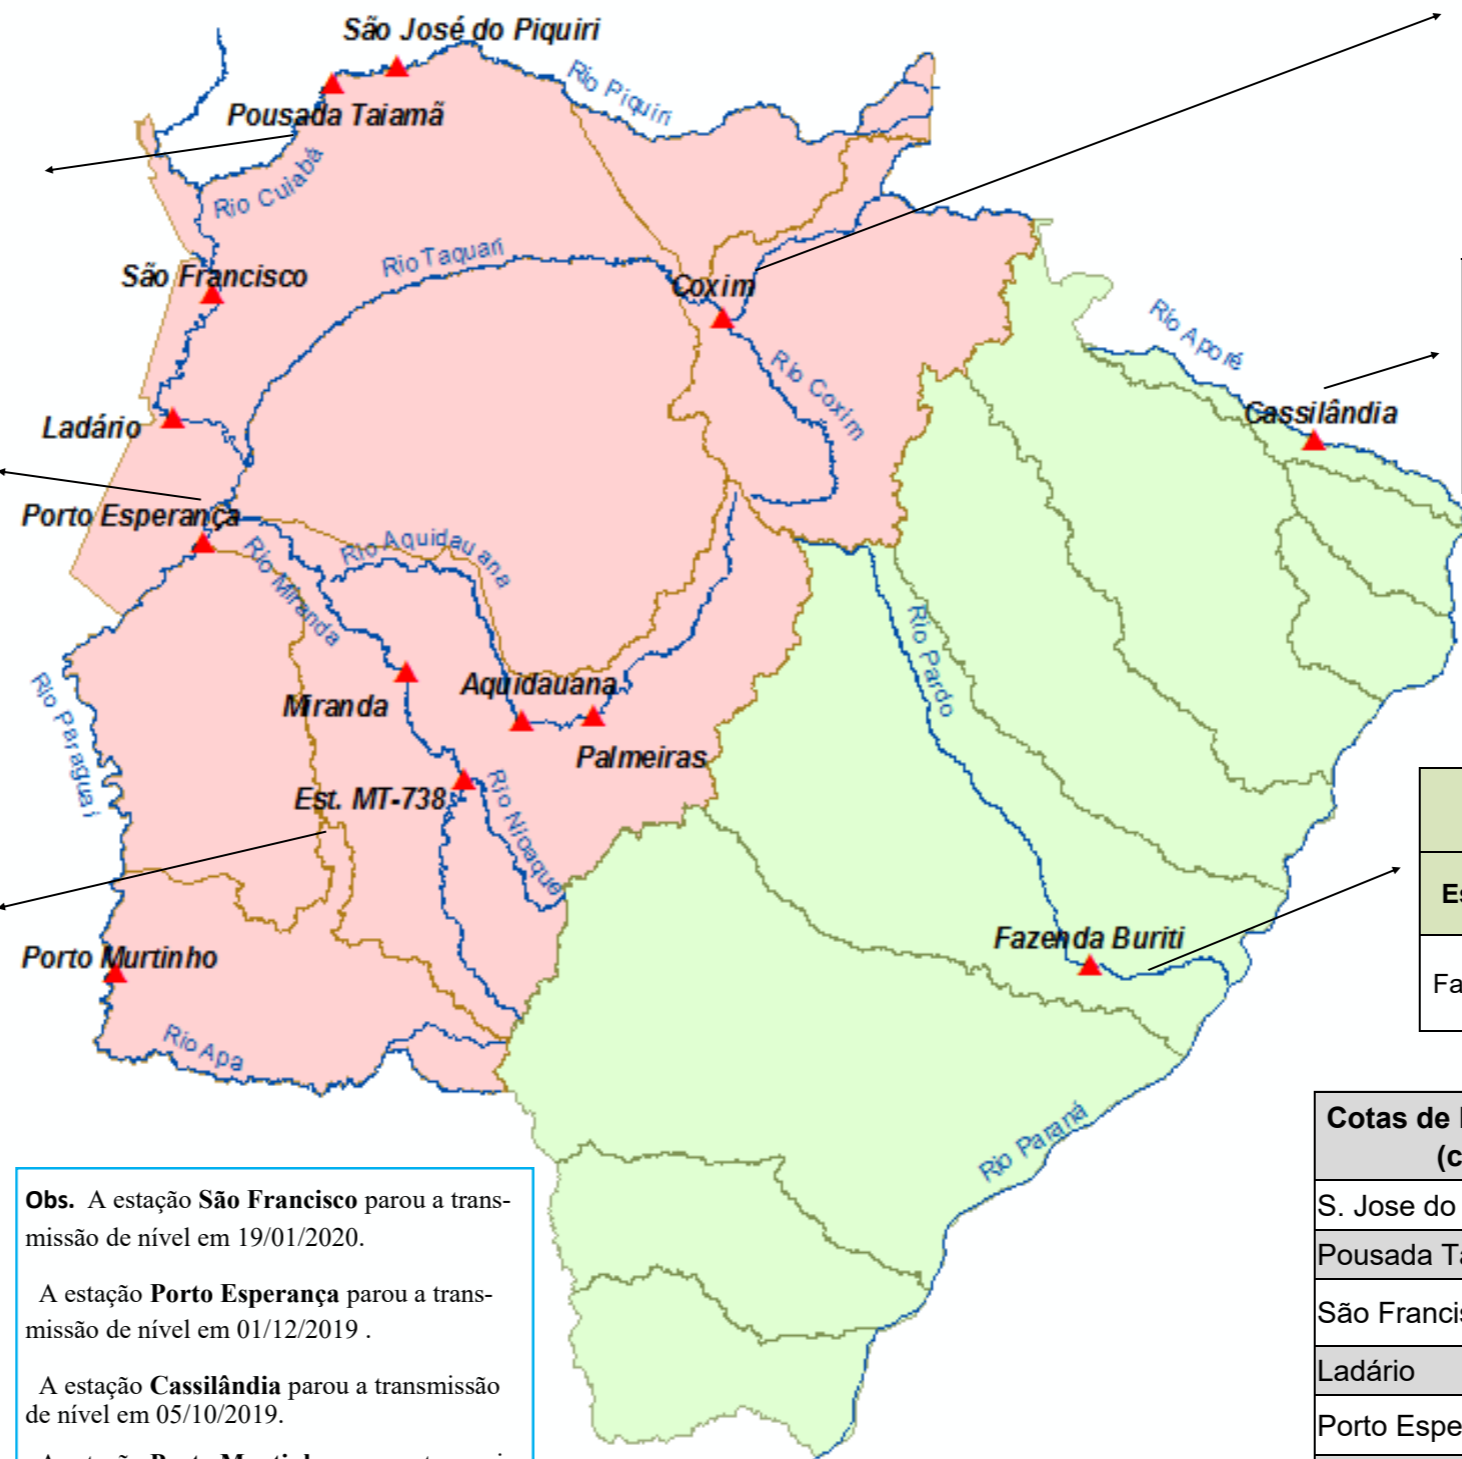 São José do Piquiri
Rio Piquiri
Pousada Taiamã
Rio Cuiabá
Rio Taquari
São Francisco
Coxim
Rio Aporé
Rio Coxim
Cassilândia
Ladário
Porto Esperança
Rio Aquidauana
Rio Miranda
Rio Pardo
Aquidauana
Rio Paraguai
Miranda
Palmeiras
Est. MT-738
Rio Nioaque
Fazenda Buriti
Porto Murtinho
Rio Apa
Rio Paraná
Obs. A estação São Francisco parou a trans-
missão de nível em 19/01/2020.
A estação Porto Esperança parou a trans-
missão de nível em 01/12/2019 .
A estação Cassilândia parou a transmissão
de nível em 05/10/2019.
Es
Fa
Cotas de
(c
S. Jose do
Pousada Ta
São Francis
Ladário
Porto Espe